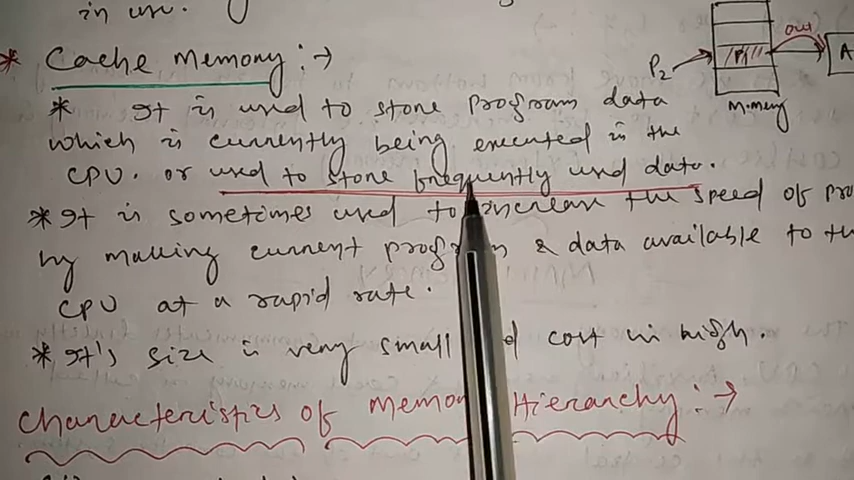 in use.
* Cache Memory :→
* It is used to store program data
which is currently being executed in the
CPU. or used to store frequently used data.
* It is sometimes used to increase the speed of pro
by making current program & data available to th
CPU at a rapid rate.
* It's size is very small cost in high.
Characteristics of Memory Hierarchy :→
out
P2
P1
A
Memory